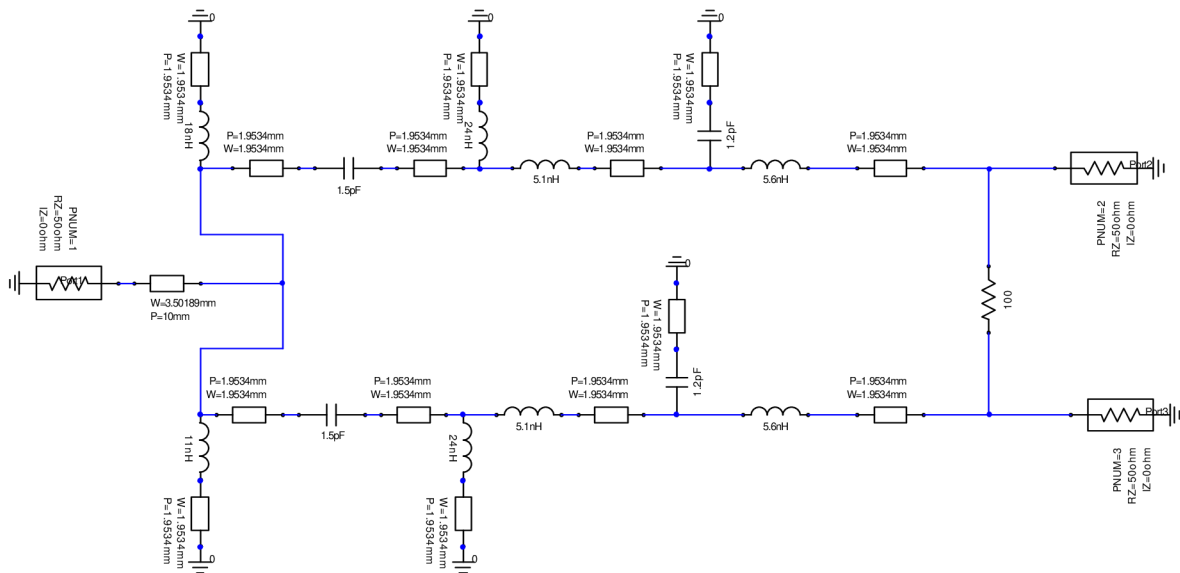 0
0
0
W=1.9534mm
P=1.9534mm
W=1.9534mm
P=1.9534mm
W=1.9534mm
P=1.9534mm
18nH
24nH
1.2pF
P=1.9534mm
W=1.9534mm
P=1.9534mm
W=1.9534mm
P=1.9534mm
W=1.9534mm
P=1.9534mm
W=1.9534mm
1.5pF
5.1nH
5.6nH
Port2
PNUM=2
RZ=50ohm
IZ=0ohm
PNUM=1
RZ=50ohm
IZ=0ohm
Port1
W=3.50189mm
P=10mm
0
W=1.9534mm
P=1.9534mm
1.2pF
100
P=1.9534mm
W=1.9534mm
P=1.9534mm
W=1.9534mm
P=1.9534mm
W=1.9534mm
P=1.9534mm
W=1.9534mm
1.5pF
5.1nH
5.6nH
Port3
11nH
24nH
PNUM=3
RZ=50ohm
IZ=0ohm
W=1.9534mm
P=1.9534mm
W=1.9534mm
P=1.9534mm
0
0